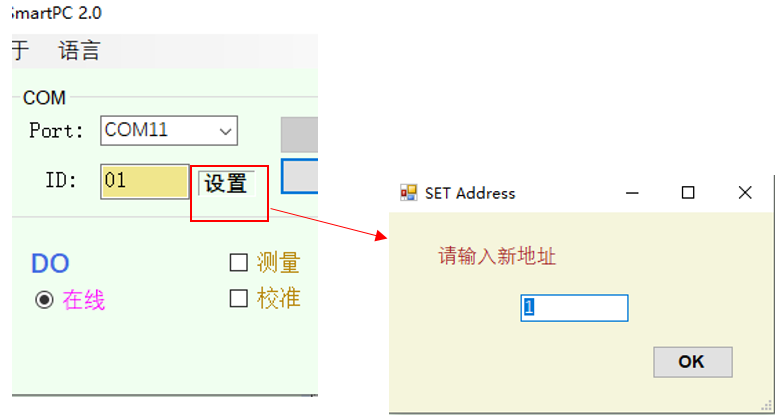 SmartPC 2.0
于 语言
COM
Port: COM11
ID: 01 设置
DO
测量
在线
校准
SET Address
请输入新地址
1
OK